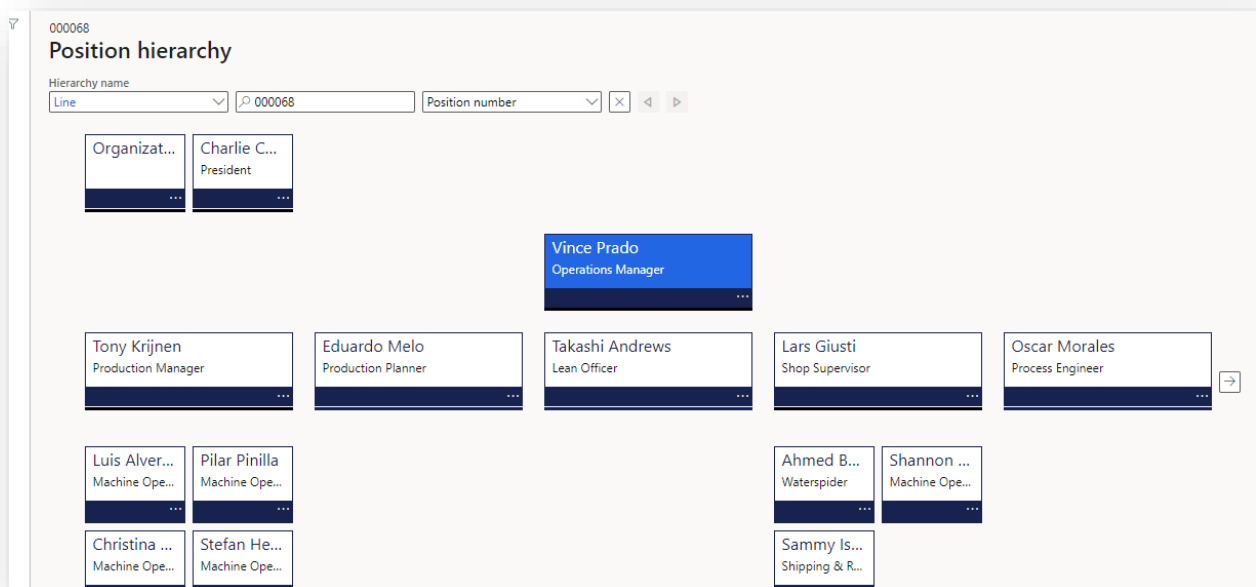 000068
Position hierarchy
Hierarchy name
Line
000068
Position number
Organizat...
Charlie C...
President
Vince Prado
Operations Manager
Tony Krijnen
Production Manager
Eduardo Melo
Production Planner
Takashi Andrews
Lean Officer
Lars Giusti
Shop Supervisor
Oscar Morales
Process Engineer
Luis Alver...
Machine Ope...
Pilar Pinilla
Machine Ope...
Ahmed B...
Waterspider
Shannon ...
Machine Ope...
Christina ...
Machine Ope...
Stefan He...
Machine Ope...
Sammy Is...
Shipping & R...